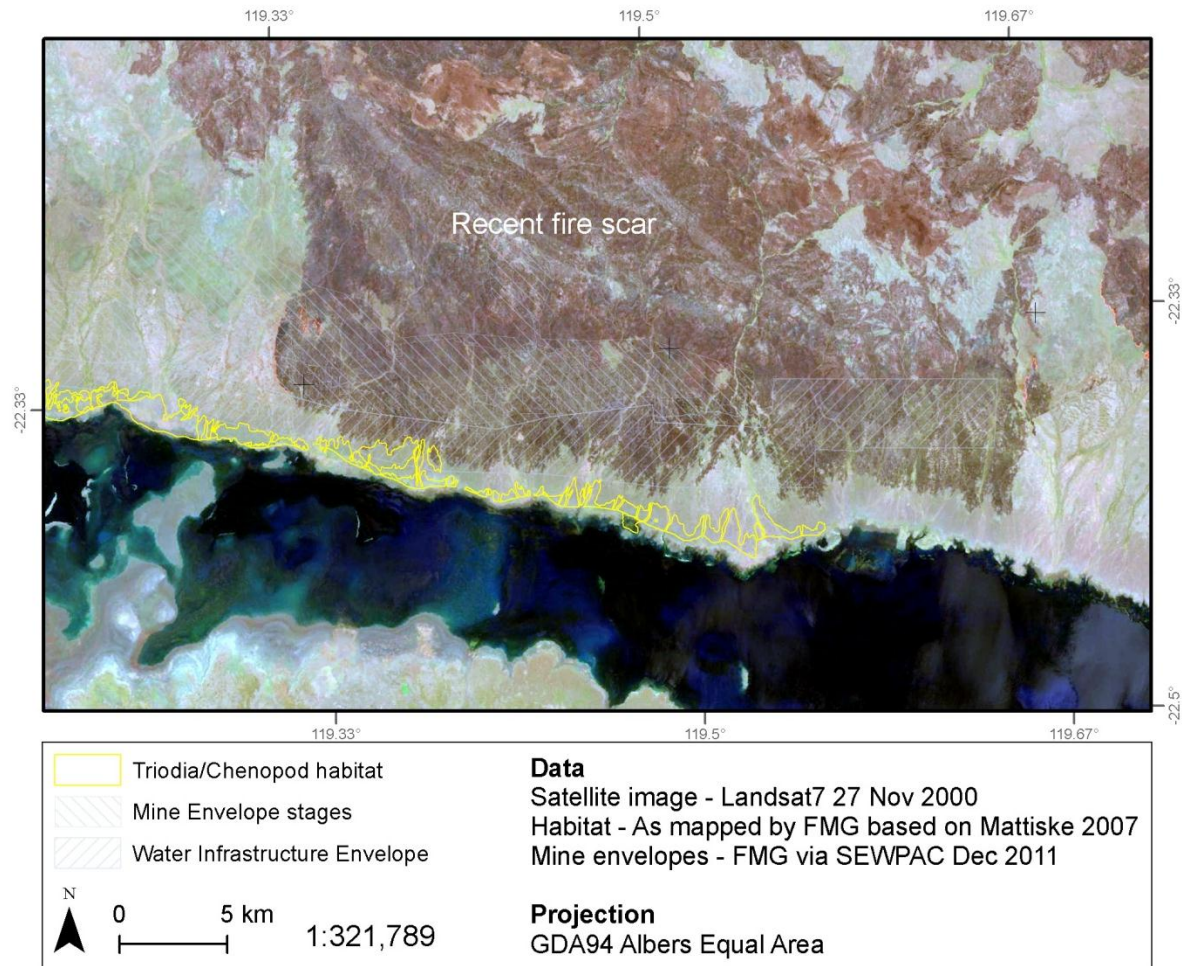 119.33°
119.5°
119.67°
Recent fire scar
-22.33°
-22.33°
-22.5°
119.33°
119.5°
119.67°
Triodia/Chenopod habitat
Mine Envelope stages
Water Infrastructure Envelope
N
0 5 km
1:321,789
Data
Satellite image - Landsat7 27 Nov 2000
Habitat - As mapped by FMG based on Mattiske 2007
Mine envelopes - FMG via SEWPAC Dec 2011
Projection
GDA94 Albers Equal Area